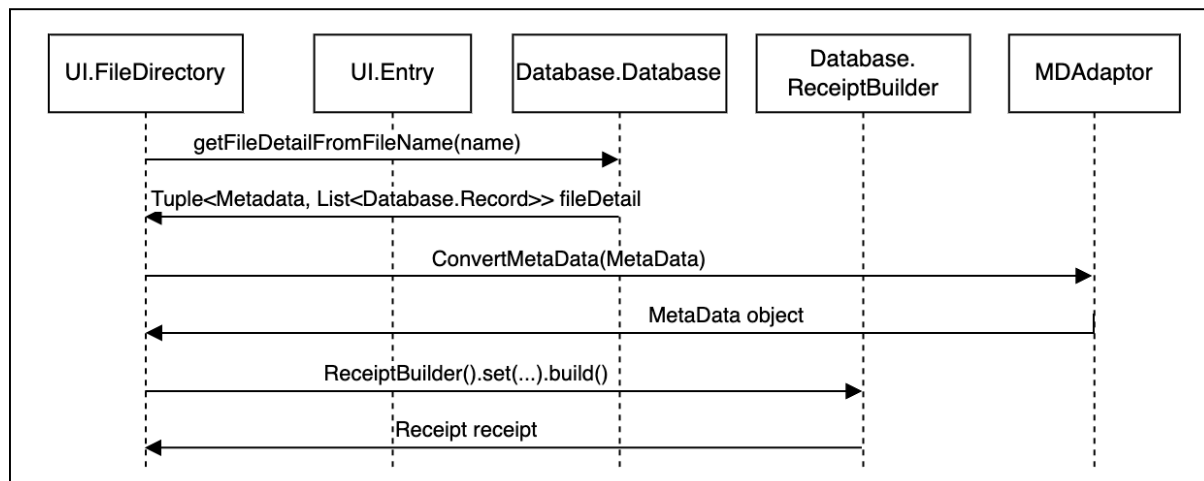 UI.FileDirectory
UI.Entry
Database.Database
Database.
ReceiptBuilder
MDAdaptor
getFileDetailFromFileName(name)
Tuple<Metadata, List<Database.Record>> fileDetail
ConvertMetaData(MetaData)
MetaData object
ReceiptBuilder().set(...).build()
Receipt receipt